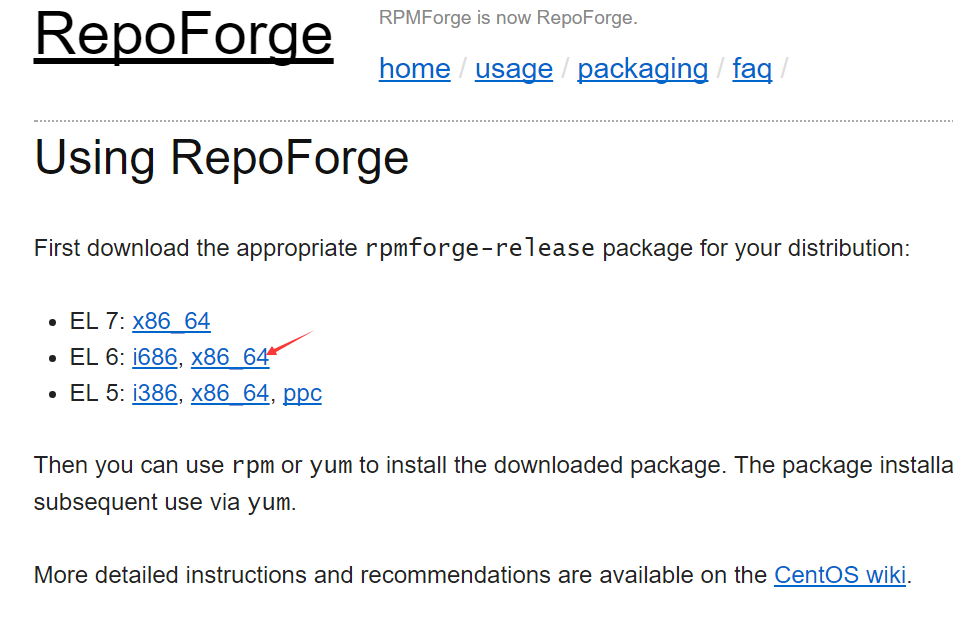 RepoForge
RPMForge is now RepoForge.
home / usage / packaging / faq /
Using RepoForge
First download the appropriate rpmforge-release package for your distribution:
• EL 7: x86_64
• EL 6: i686, x86_64
• EL 5: i386, x86_64, ppc
Then you can use rpm or yum to install the downloaded package. The package installa
subsequent use via yum.
More detailed instructions and recommendations are available on the CentOS wiki.